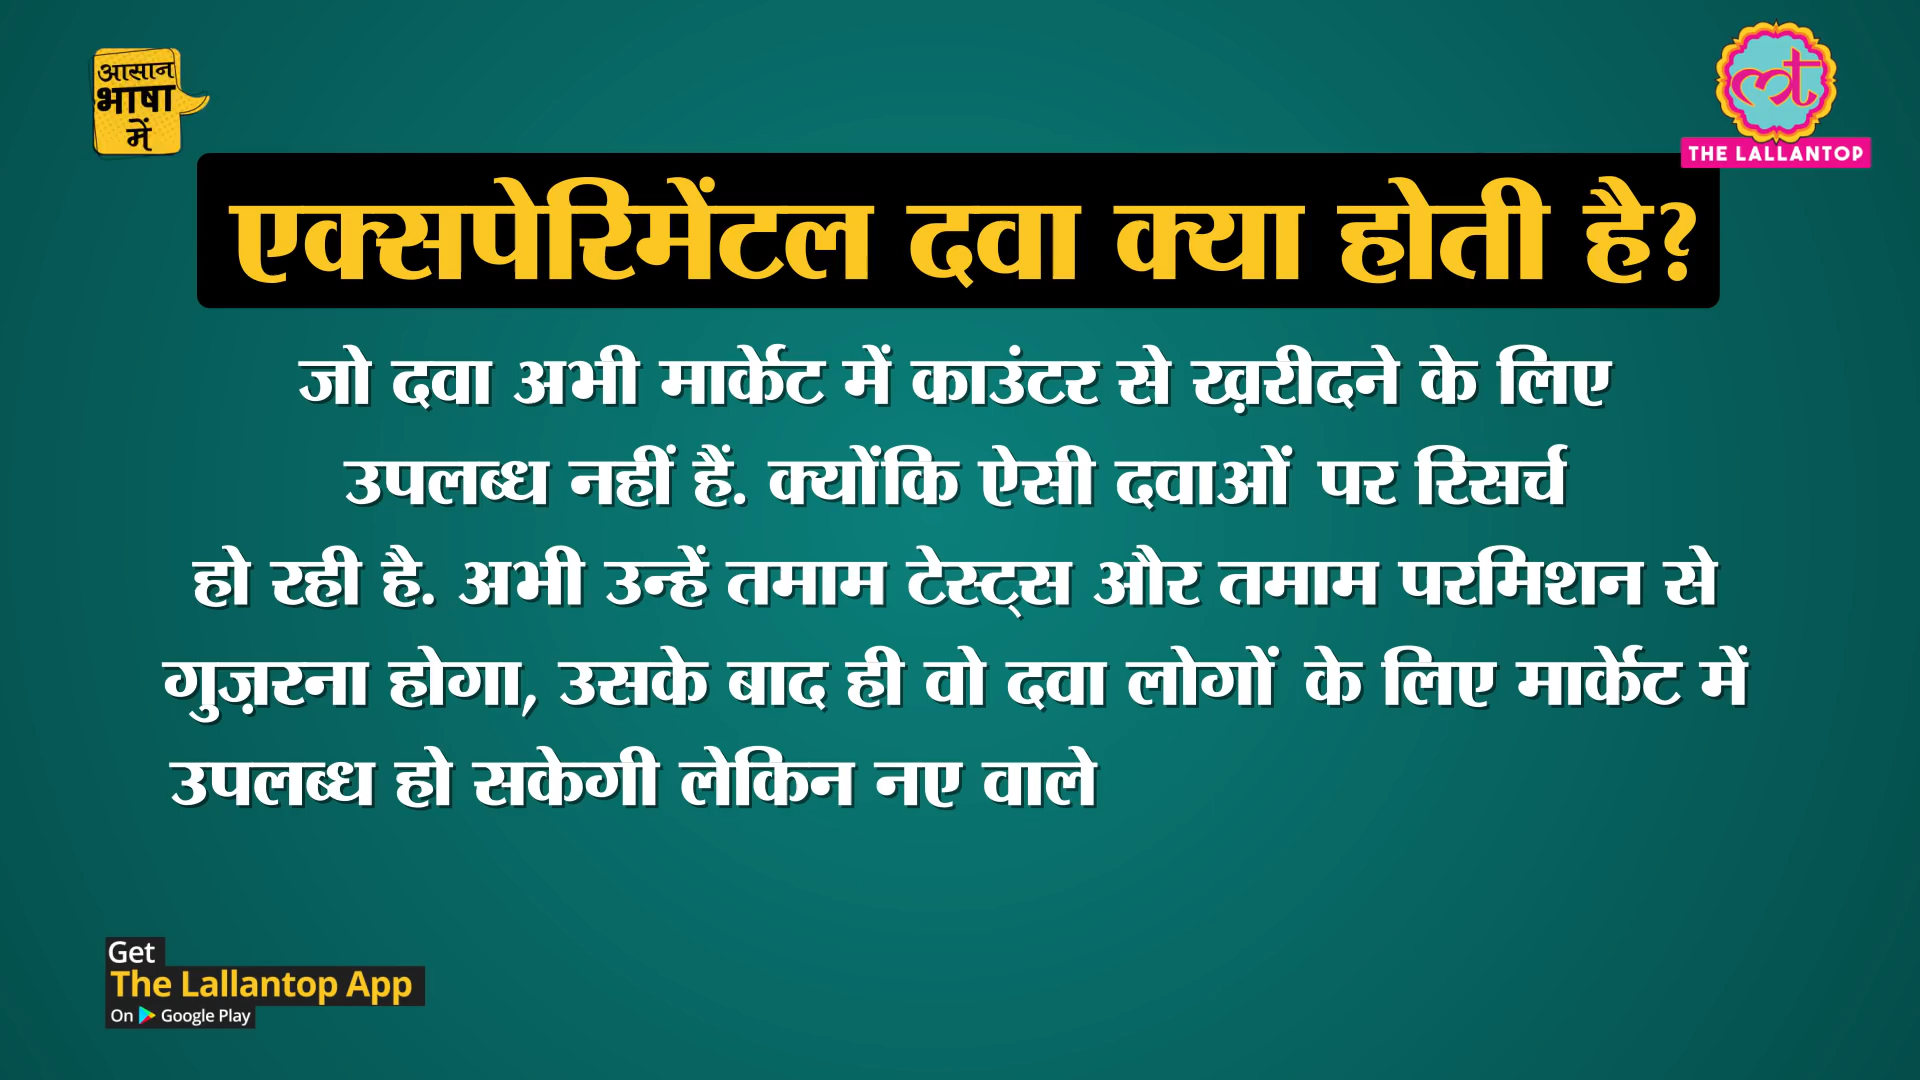 आसान
भाषा
में
THE LALLANTOP
एक्सपेरिमेंटल दवा क्या होती है?
जो दवा अभी मार्केट में काउंटर से ख़रीदने के लिए
उपलब्ध नहीं हैं. क्योंकि ऐसी दवाओं पर रिसर्च
हो रही है. अभी उन्हें तमाम टेस्ट्स और तमाम परमिशन से
गुज़रना होगा, उसके बाद ही वो दवा लोगों के लिए मार्केट में
उपलब्ध हो सकेगी लेकिन नए वाले
Get
The Lallantop App
On Google Play